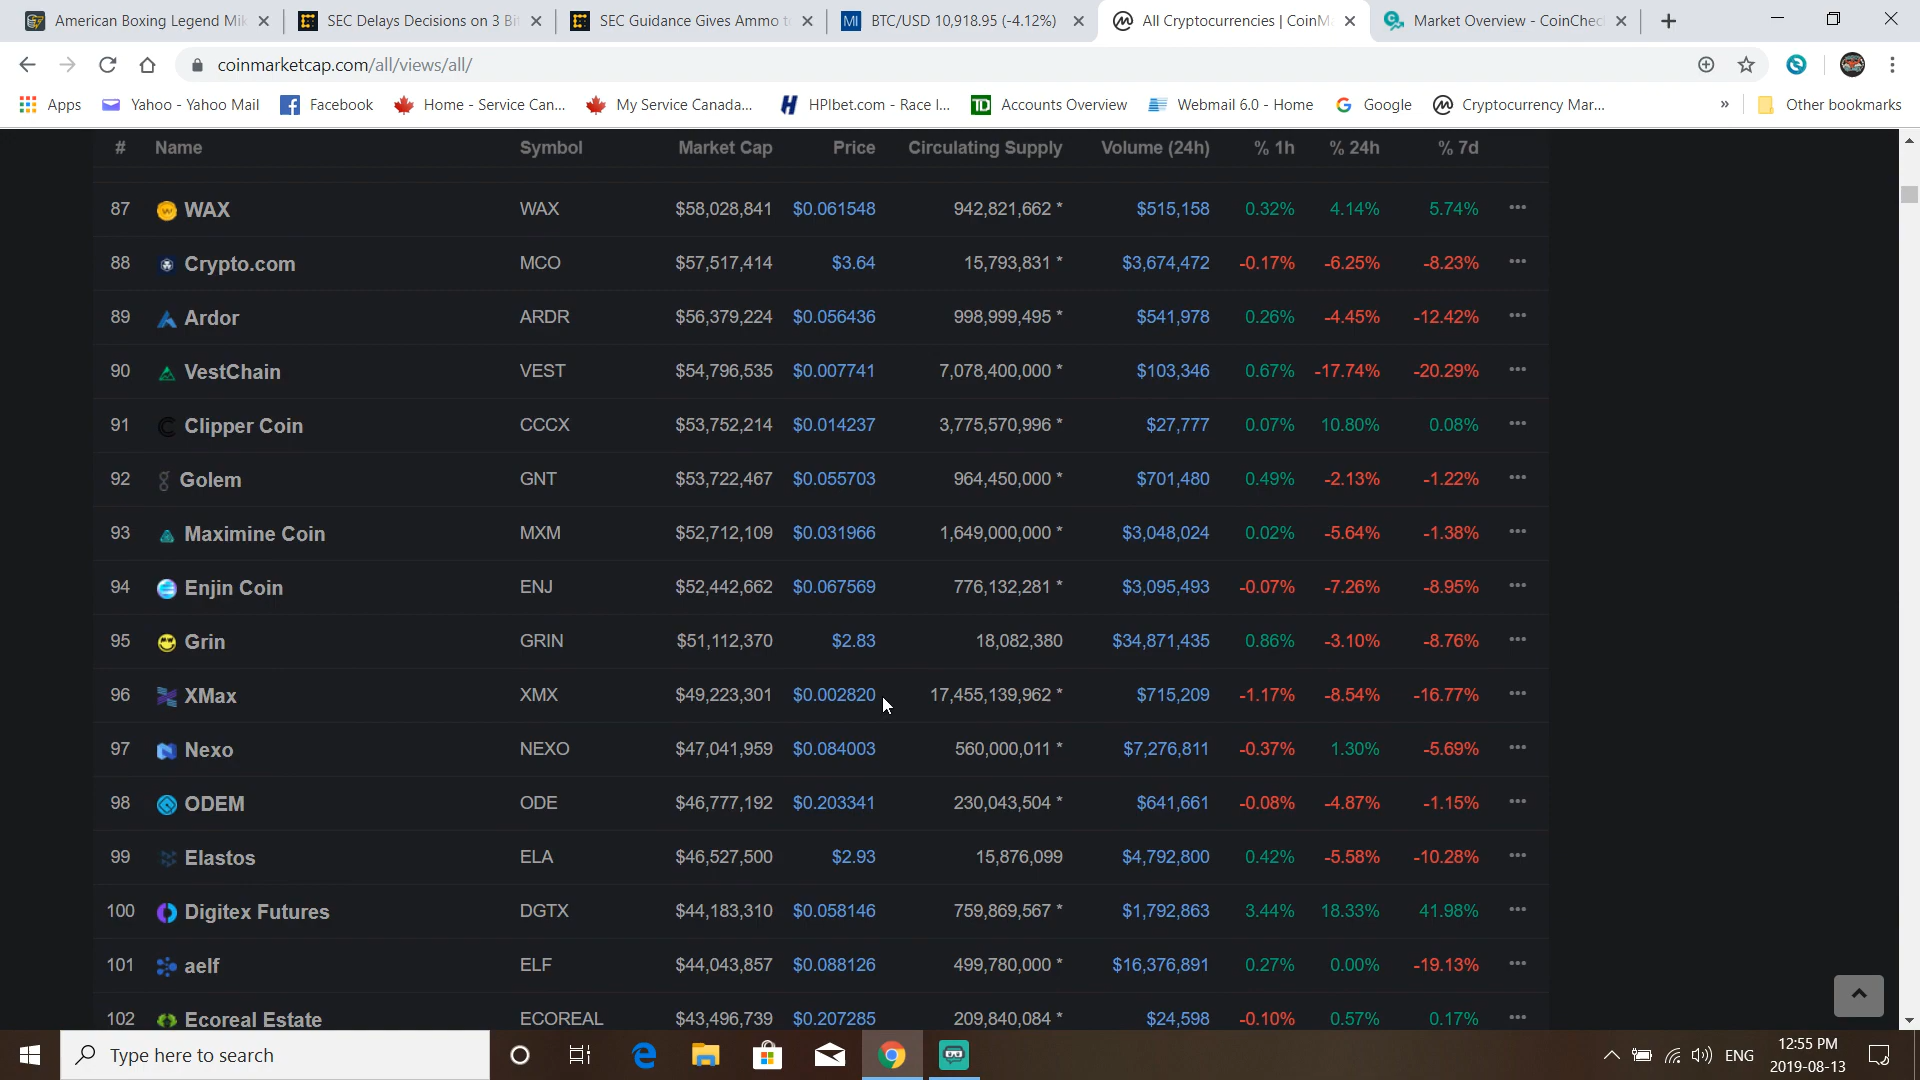 American Boxing Legend Mik
SEC Delays Decisions on 3 Bi
SEC Guidance Gives Ammo to
BTC/USD 10,918.95 (-4.12%)
All Cryptocurrencies | CoinMa
Market Overview - CoinChec
coinmarketcap.com/all/views/all/
Apps
Yahoo - Yahoo Mail
Facebook
Home - Service Can...
My Service Canada...
HPIbet.com - Race I...
TD Accounts Overview
Webmail 6.0 - Home
Google
Cryptocurrency Mar...
»
Other bookmarks
# Name Symbol Market Cap Price Circulating Supply Volume (24h) % 1h % 24h % 7d
87 WAX WAX $58,028,841 $0.061548 942,821,662 * $515,158 0.32% 4.14% 5.74% •••
88 Crypto.com MCO $57,517,414 $3.64 15,793,831 * $3,674,472 -0.17% -6.25% -8.23% •••
89 Ardor ARDR $56,379,224 $0.056436 998,999,495 * $541,978 0.26% -4.45% -12.42% •••
90 VestChain VEST $54,796,535 $0.007741 7,078,400,000 * $103,346 0.67% -17.74% -20.29% •••
91 Clipper Coin CCCX $53,752,214 $0.014237 3,775,570,996 * $27,777 0.07% 10.80% 0.08% •••
92 Golem GNT $53,722,467 $0.055703 964,450,000 * $701,480 0.49% -2.13% -1.22% •••
93 Maximine Coin MXM $52,712,109 $0.031966 1,649,000,000 * $3,048,024 0.02% -5.64% -1.38% •••
94 Enjin Coin ENJ $52,442,662 $0.067569 776,132,281 * $3,095,493 -0.07% -7.26% -8.95% •••
95 Grin GRIN $51,112,370 $2.83 18,082,380 $34,871,435 0.86% -3.10% -8.76% •••
96 XMax XMX $49,223,301 $0.002820 17,455,139,962 * $715,209 -1.17% -8.54% -16.77% •••
97 Nexo NEXO $47,041,959 $0.084003 560,000,011 * $7,276,811 -0.37% 1.30% -5.69% •••
98 ODEM ODE $46,777,192 $0.203341 230,043,504 * $641,661 -0.08% -4.87% -1.15% •••
99 Elastos ELA $46,527,500 $2.93 15,876,099 $4,792,800 0.42% -5.58% -10.28% •••
100 Digitex Futures DGTX $44,183,310 $0.058146 759,869,567 * $1,792,863 3.44% 18.33% 41.98% •••
101 aelf ELF $44,043,857 $0.088126 499,780,000 * $16,376,891 0.27% 0.00% -19.13% •••
102 Ecoreal Estate ECOREAL $43,496,739 $0.207285 209,840,084 * $24,598 -0.10% 0.57% 0.17% •••
Type here to search
ENG
12:55 PM
2019-08-13